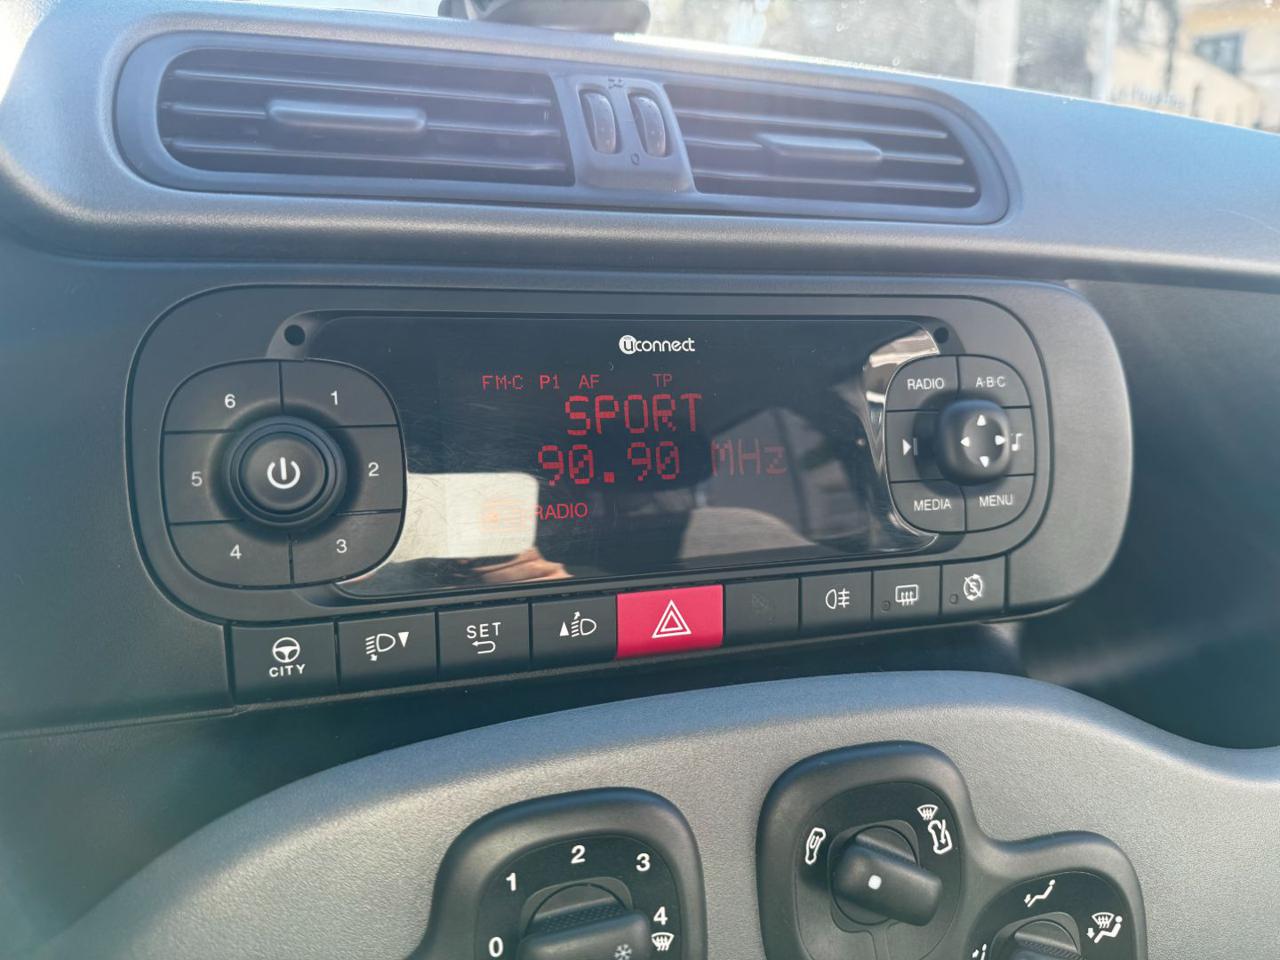 uconnect
FM-C P1 AF TP
SPORT
90.90 MHz
RADIO
6 1
5 2
4 3
RADIO A·B·C
MEDIA MENU
CITY
SET
0 1 2 3 4